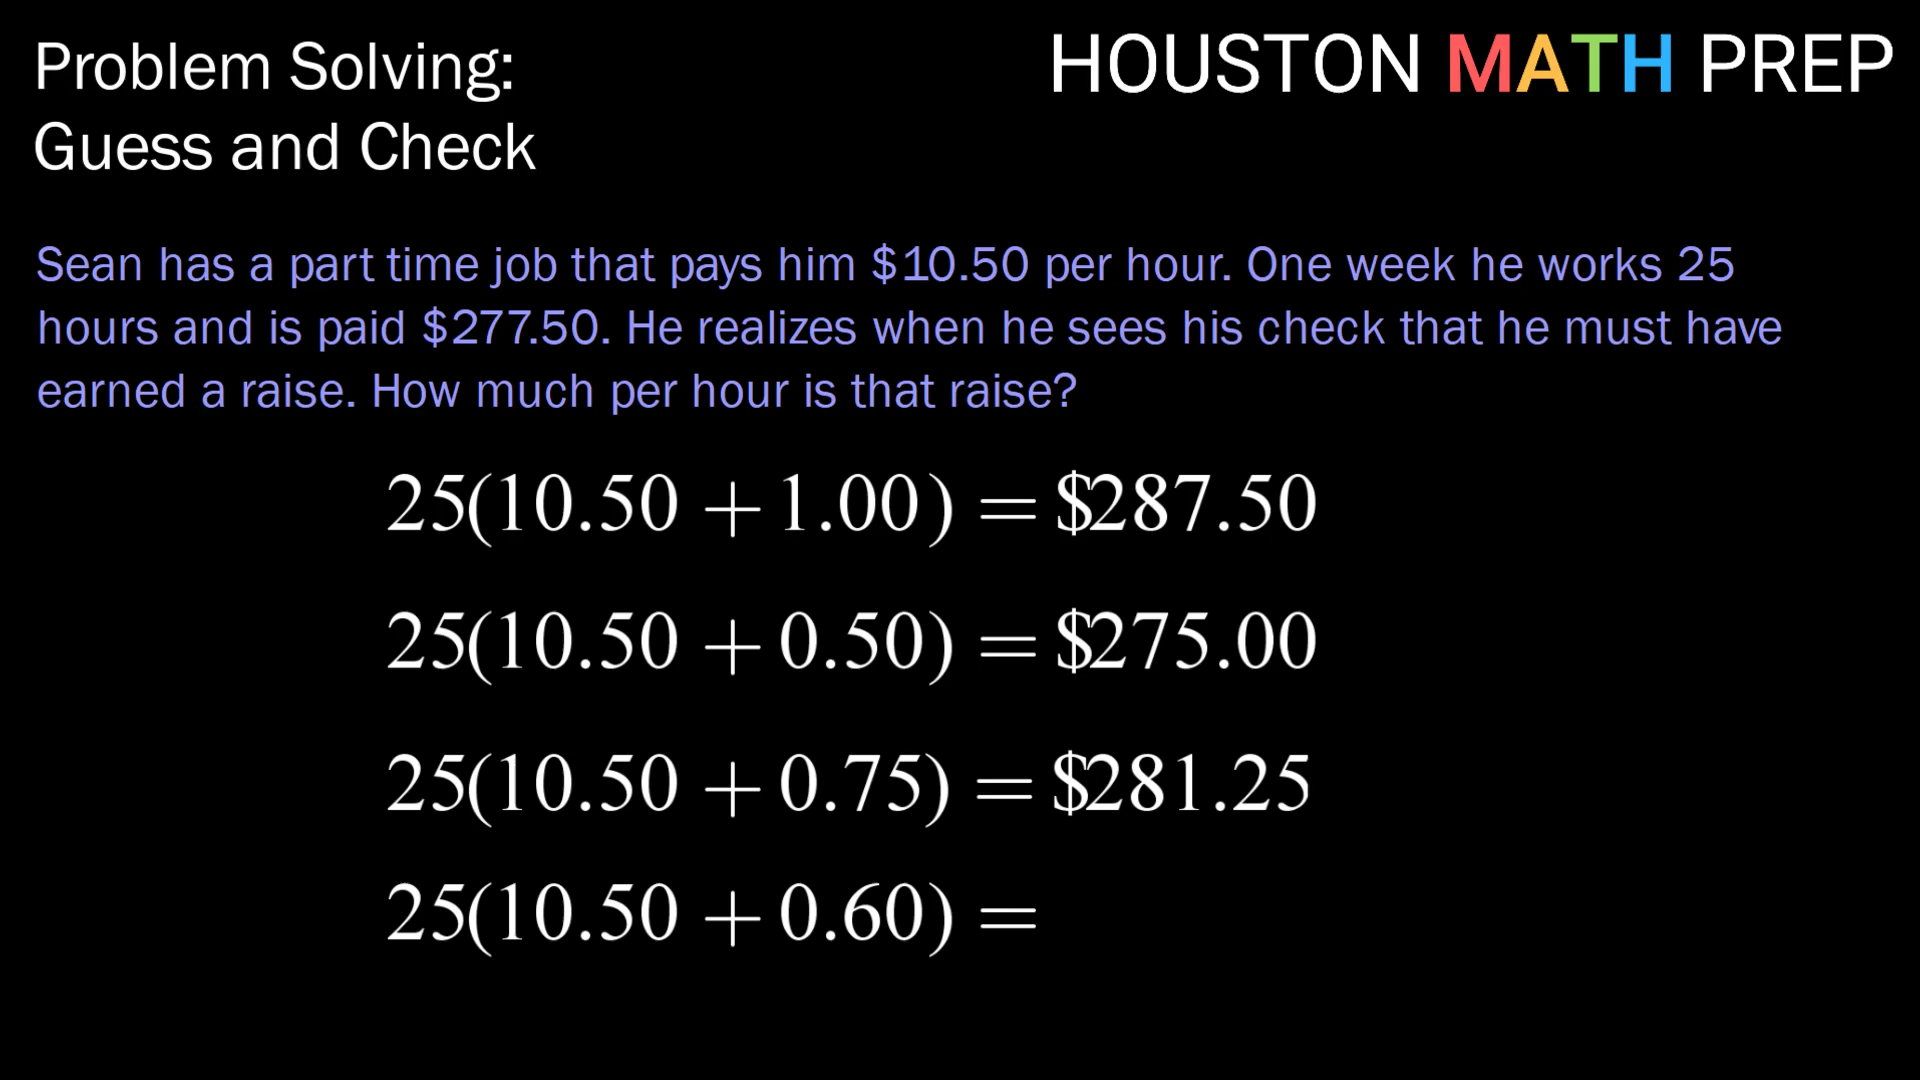 Problem Solving:
Guess and Check
HOUSTON MATH PREP
Sean has a part time job that pays him $10.50 per hour. One week he works 25
hours and is paid $277.50. He realizes when he sees his check that he must have
earned a raise. How much per hour is that raise?
25(10.50 + 1.00) = $287.50
25(10.50 + 0.50) = $275.00
25(10.50 + 0.75) = $281.25
25(10.50 + 0.60) =